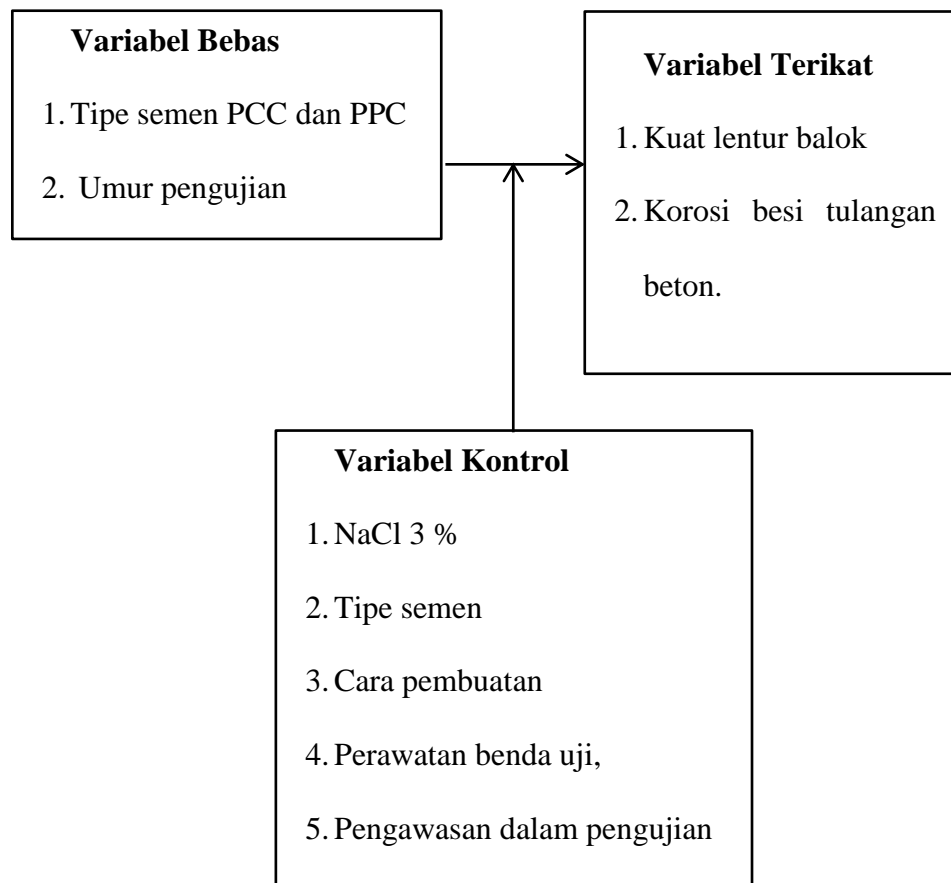 Variabel Bebas
1. Tipe semen PCC dan PPC
2. Umur pengujian
Variabel Terikat
1. Kuat lentur balok
2. Korosi besi tulangan
beton.
Variabel Kontrol
1. NaCl 3 %
2. Tipe semen
3. Cara pembuatan
4. Perawatan benda uji,
5. Pengawasan dalam pengujian